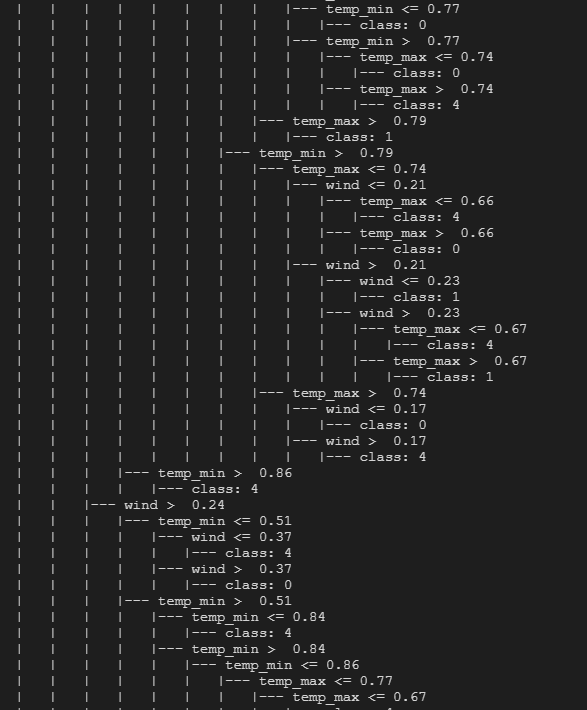 |   |   |   |   |   |   |   |   |   |--- temp_min <= 0.77
|   |   |   |   |   |   |   |   |   |   |--- class: 0
|   |   |   |   |   |   |   |   |   |--- temp_min >  0.77
|   |   |   |   |   |   |   |   |   |   |--- temp_max <= 0.74
|   |   |   |   |   |   |   |   |   |   |   |--- class: 0
|   |   |   |   |   |   |   |   |   |   |--- temp_max >  0.74
|   |   |   |   |   |   |   |   |   |   |   |--- class: 4
|   |   |   |   |   |   |   |--- temp_max >  0.79
|   |   |   |   |   |   |   |   |--- class: 1
|   |   |   |   |   |   |--- temp_min >  0.79
|   |   |   |   |   |   |   |--- temp_max <= 0.74
|   |   |   |   |   |   |   |   |--- wind <= 0.21
|   |   |   |   |   |   |   |   |   |--- temp_max <= 0.66
|   |   |   |   |   |   |   |   |   |   |--- class: 4
|   |   |   |   |   |   |   |   |   |--- temp_max >  0.66
|   |   |   |   |   |   |   |   |   |   |--- class: 0
|   |   |   |   |   |   |   |   |--- wind >  0.21
|   |   |   |   |   |   |   |   |   |--- wind <= 0.23
|   |   |   |   |   |   |   |   |   |   |--- class: 1
|   |   |   |   |   |   |   |   |   |--- wind >  0.23
|   |   |   |   |   |   |   |   |   |   |--- temp_max <= 0.67
|   |   |   |   |   |   |   |   |   |   |   |--- class: 4
|   |   |   |   |   |   |   |   |   |   |--- temp_max >  0.67
|   |   |   |   |   |   |   |   |   |   |   |--- class: 1
|   |   |   |   |   |   |   |--- temp_max >  0.74
|   |   |   |   |   |   |   |   |--- wind <= 0.17
|   |   |   |   |   |   |   |   |   |--- class: 0
|   |   |   |   |   |   |   |   |--- wind >  0.17
|   |   |   |   |   |   |   |   |   |--- class: 4
|   |   |   |--- temp_min >  0.86
|   |   |   |   |--- class: 4
|   |   |--- wind >  0.24
|   |   |   |--- temp_min <= 0.51
|   |   |   |   |--- wind <= 0.37
|   |   |   |   |   |--- class: 4
|   |   |   |   |--- wind >  0.37
|   |   |   |   |   |--- class: 0
|   |   |   |--- temp_min >  0.51
|   |   |   |   |--- temp_min <= 0.84
|   |   |   |   |   |--- class: 4
|   |   |   |   |--- temp_min >  0.84
|   |   |   |   |   |--- temp_min <= 0.86
|   |   |   |   |   |   |--- temp_max <= 0.77
|   |   |   |   |   |   |   |--- temp_max <= 0.67